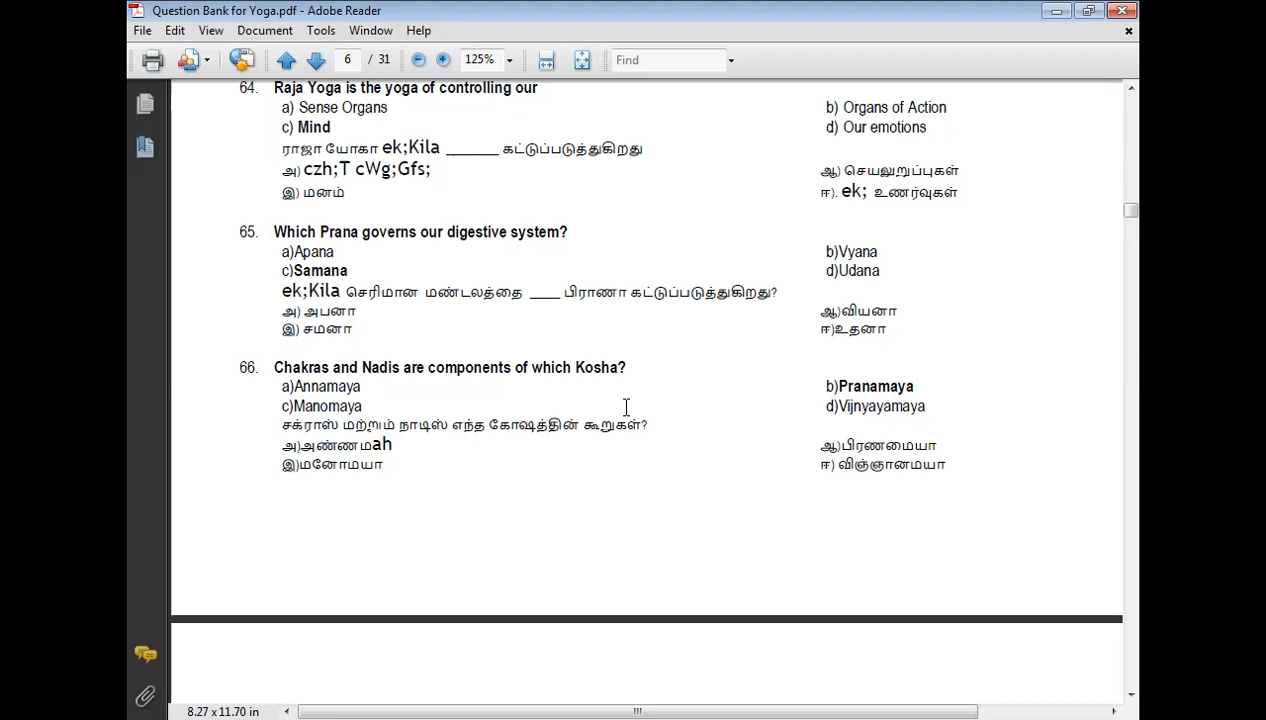 Question Bank for Yoga.pdf - Adobe Reader
File Edit View Document Tools Window Help
6 / 31 125% Find
64. Raja Yoga is the yoga of controlling our
a) Sense Organs b) Organs of Action
c) Mind d) Our emotions
ராஜா யோகா ek;Kila _______ கட்டுப்படுத்துகிறது
அ) czh;T cWg;Gfs; ஆ) செயலுறுப்புகள்
இ) மனம் ஈ). ek; உணர்வுகள்
65. Which Prana governs our digestive system?
a)Apana b)Vyana
c)Samana d)Udana
ek;Kila செரிமான மண்டலத்தை ____ பிராணா கட்டுப்படுத்துகிறது?
அ) அபனா ஆ)வியனா
இ) சமனா ஈ)உதனா
66. Chakras and Nadis are components of which Kosha?
a)Annamaya b)Pranamaya
c)Manomaya d)Vijnyayamaya
சக்ராஸ் மற்றும் நாடிஸ் எந்த கோஷத்தின் கூறுகள்?
அ)அண்ணமah ஆ)பிரணமையா
இ)மனோமயா ஈ) விஞ்ஞானமயா
8.27 x 11.70 in